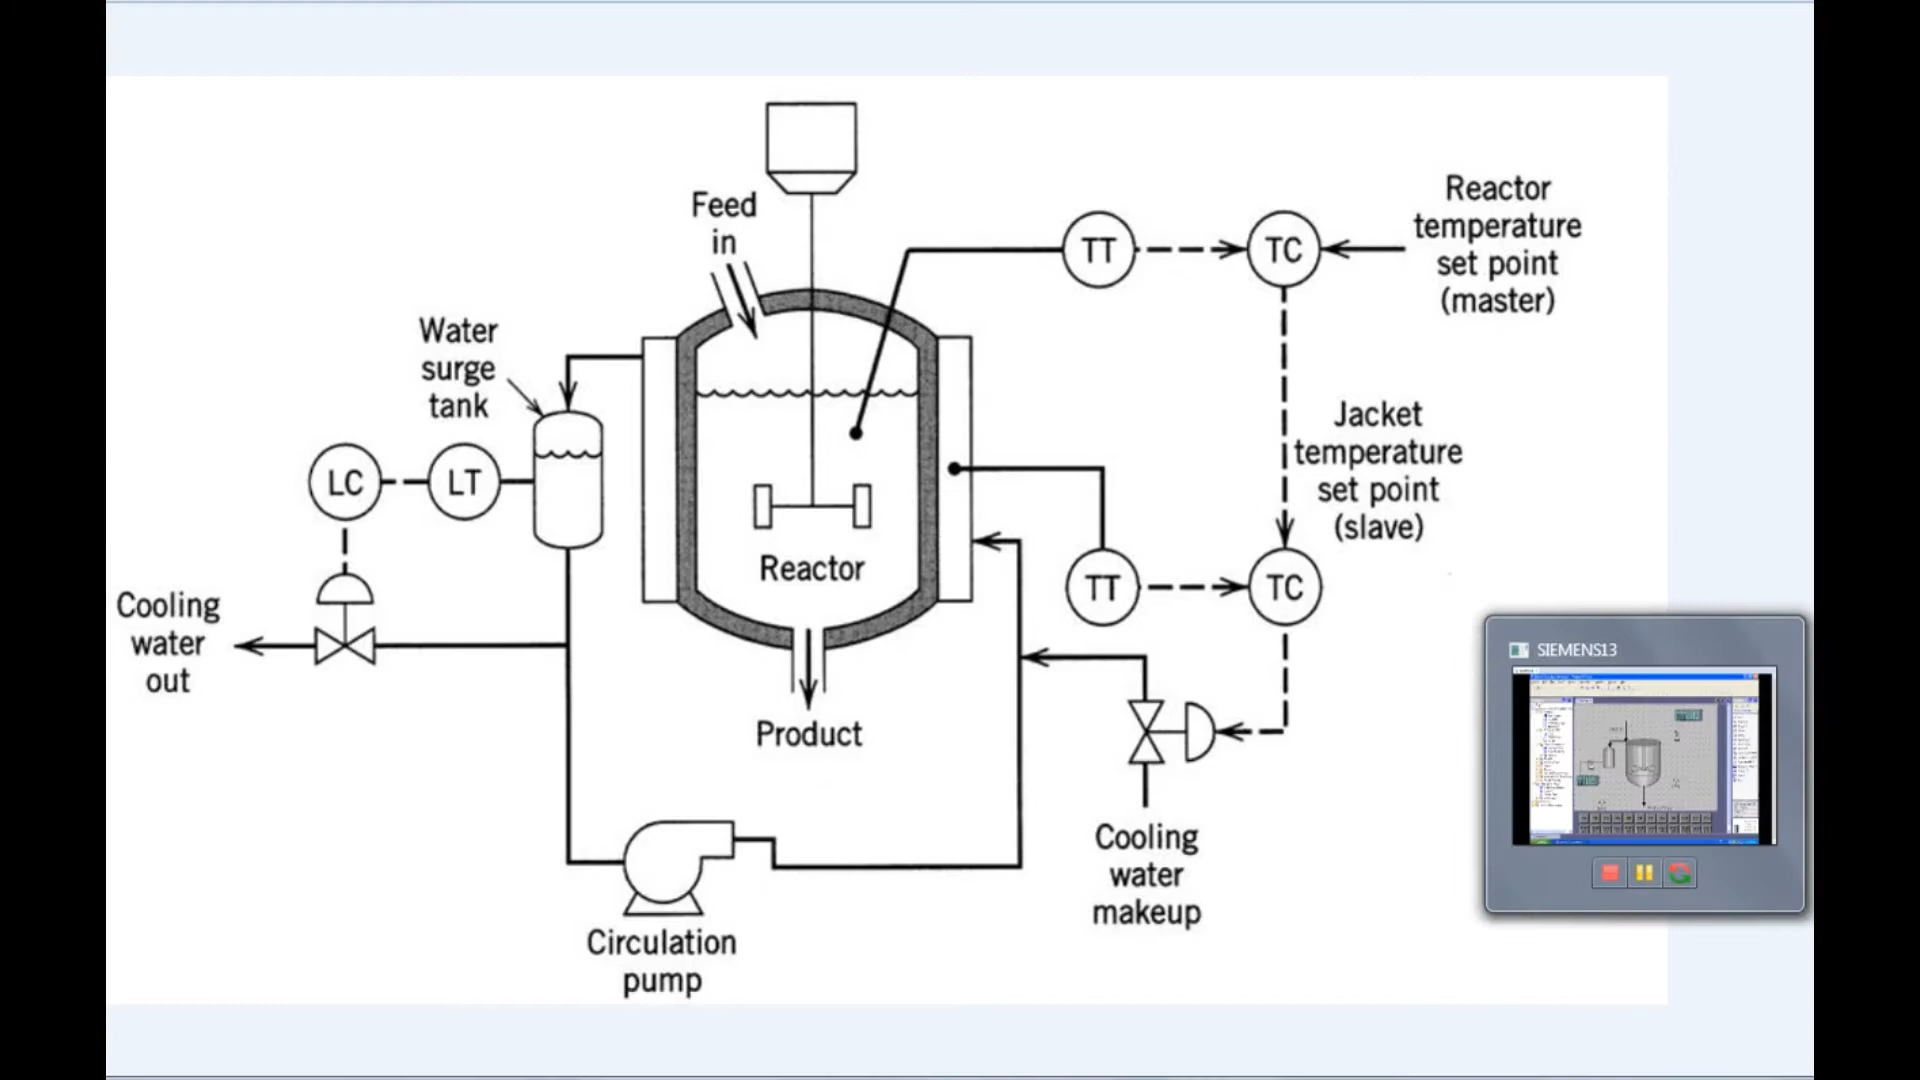 Feed
in
Reactor
temperature
set point
(master)
TT
TC
Water
surge
tank
Jacket
temperature
set point
(slave)
LC
LT
Reactor
TT
TC
Cooling
water
out
SIEMENS13
Product
Cooling
water
makeup
Circulation
pump